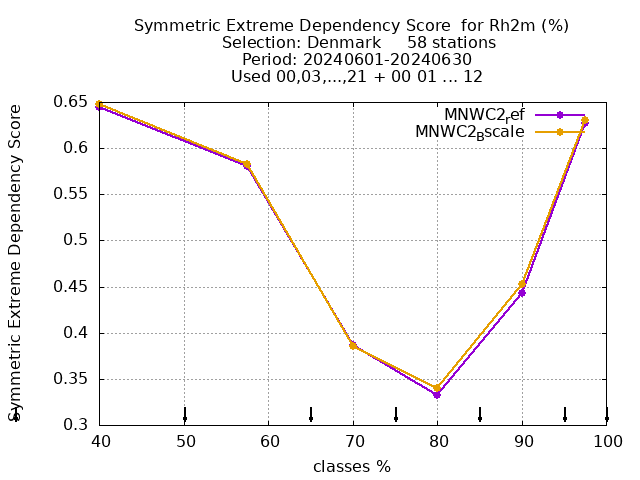 Symmetric Extreme Dependency Score  for Rh2m (%)
Selection: Denmark     58 stations
Period: 20240601-20240630
Used 00,03,...,21 + 00 01 ... 12
Symmetric Extreme Dependency Score
0.65
0.6
0.55
0.5
0.45
0.4
0.35
0.3
MNWC2ref
MNWC2Bscale
40 50 60 70 80 90 100
classes %